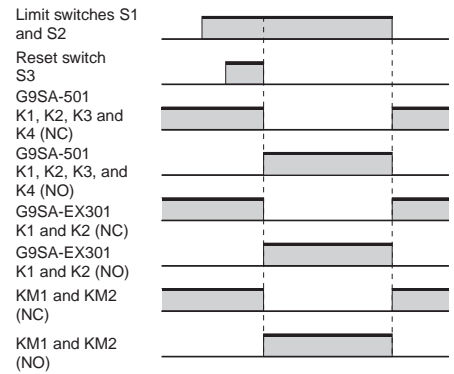 Limit switches S1
and S2
Reset switch
S3
G9SA-501
K1, K2, K3 and
K4 (NC)
G9SA-501
K1, K2, K3, and
K4 (NO)
G9SA-EX301
K1 and K2 (NC)
G9SA-EX301
K1 and K2 (NO)
KM1 and KM2
(NC)
KM1 and KM2
(NO)